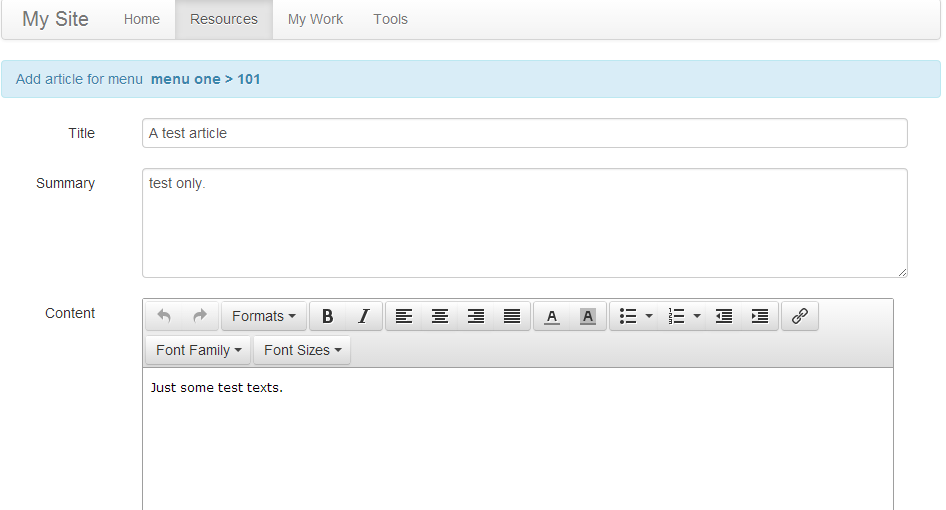 My Site Home Resources My Work Tools
Add article for menu menu one > 101
Title A test article
Summary test only.
Content
Formats B I A A
Font Family Font Sizes
Just some test texts.